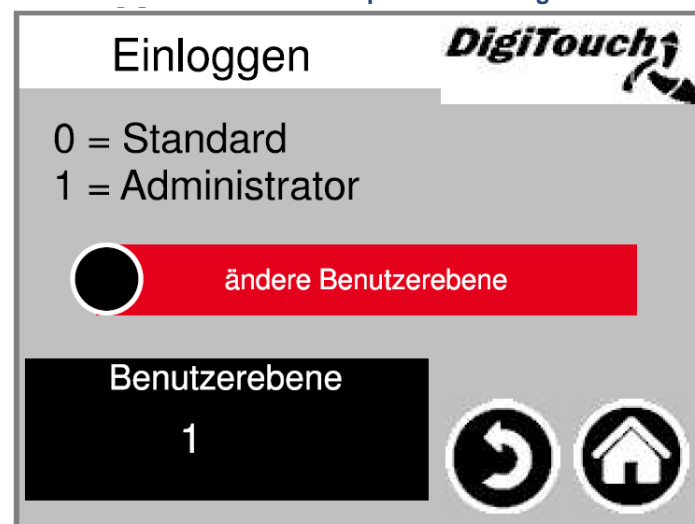 Einloggen
DigiTouch
0 = Standard
1 = Administrator
ändere Benutzerebene
Benutzerebene
1